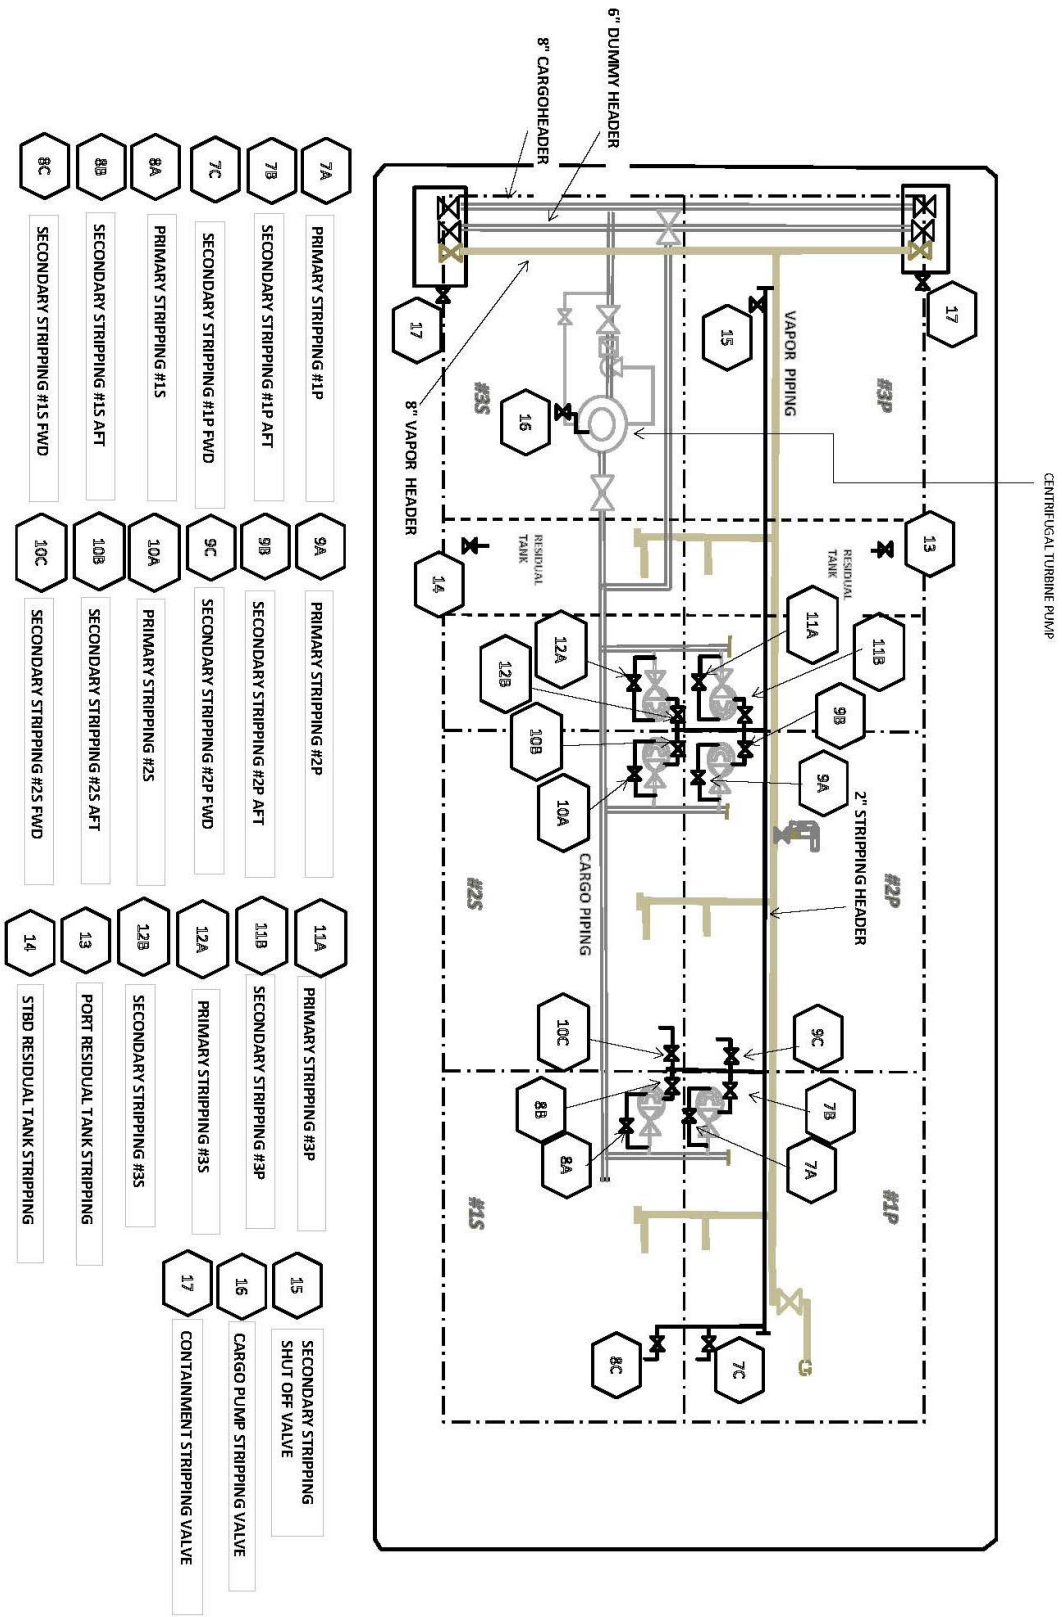 CENTRIFUGAL TURBINE PUMP
6" DUMMY HEADER
8" CARGOHEADER
17
15
VAPOR PIPING
#3P
13
RESIDUAL
TANK
11A
11B
9B
9A
2" STRIPPING HEADER
#2P
9C
7B
7A
#1P
7C
17
8" VAPOR HEADER
#3S
16
14
RESIDUAL
TANK
12A
12B
10B
10A
CARGO PIPING
#2S
10C
8B
8A
#1S
8C
7A
PRIMARY STRIPPING #1P
7B
SECONDARY STRIPPING #1P AFT
7C
SECONDARY STRIPPING #1P FWD
8A
PRIMARY STRIPPING #1S
8B
SECONDARY STRIPPING #1S AFT
8C
SECONDARY STRIPPING #1S FWD
9A
PRIMARY STRIPPING #2P
9B
SECONDARY STRIPPING #2P AFT
9C
SECONDARY STRIPPING #2P FWD
10A
PRIMARY STRIPPING #2S
10B
SECONDARY STRIPPING #2S AFT
10C
SECONDARY STRIPPING #2S FWD
11A
PRIMARY STRIPPING #3P
11B
SECONDARY STRIPPING #3P
12A
PRIMARY STRIPPING #3S
12B
SECONDARY STRIPPING #3S
13
PORT RESIDUAL TANK STRIPPING
14
STBD RESIDUAL TANK STRIPPING
15
SECONDARY STRIPPING
SHUT OFF VALVE
16
CARGO PUMP STRIPPING VALVE
17
CONTAINMENT STRIPPING VALVE